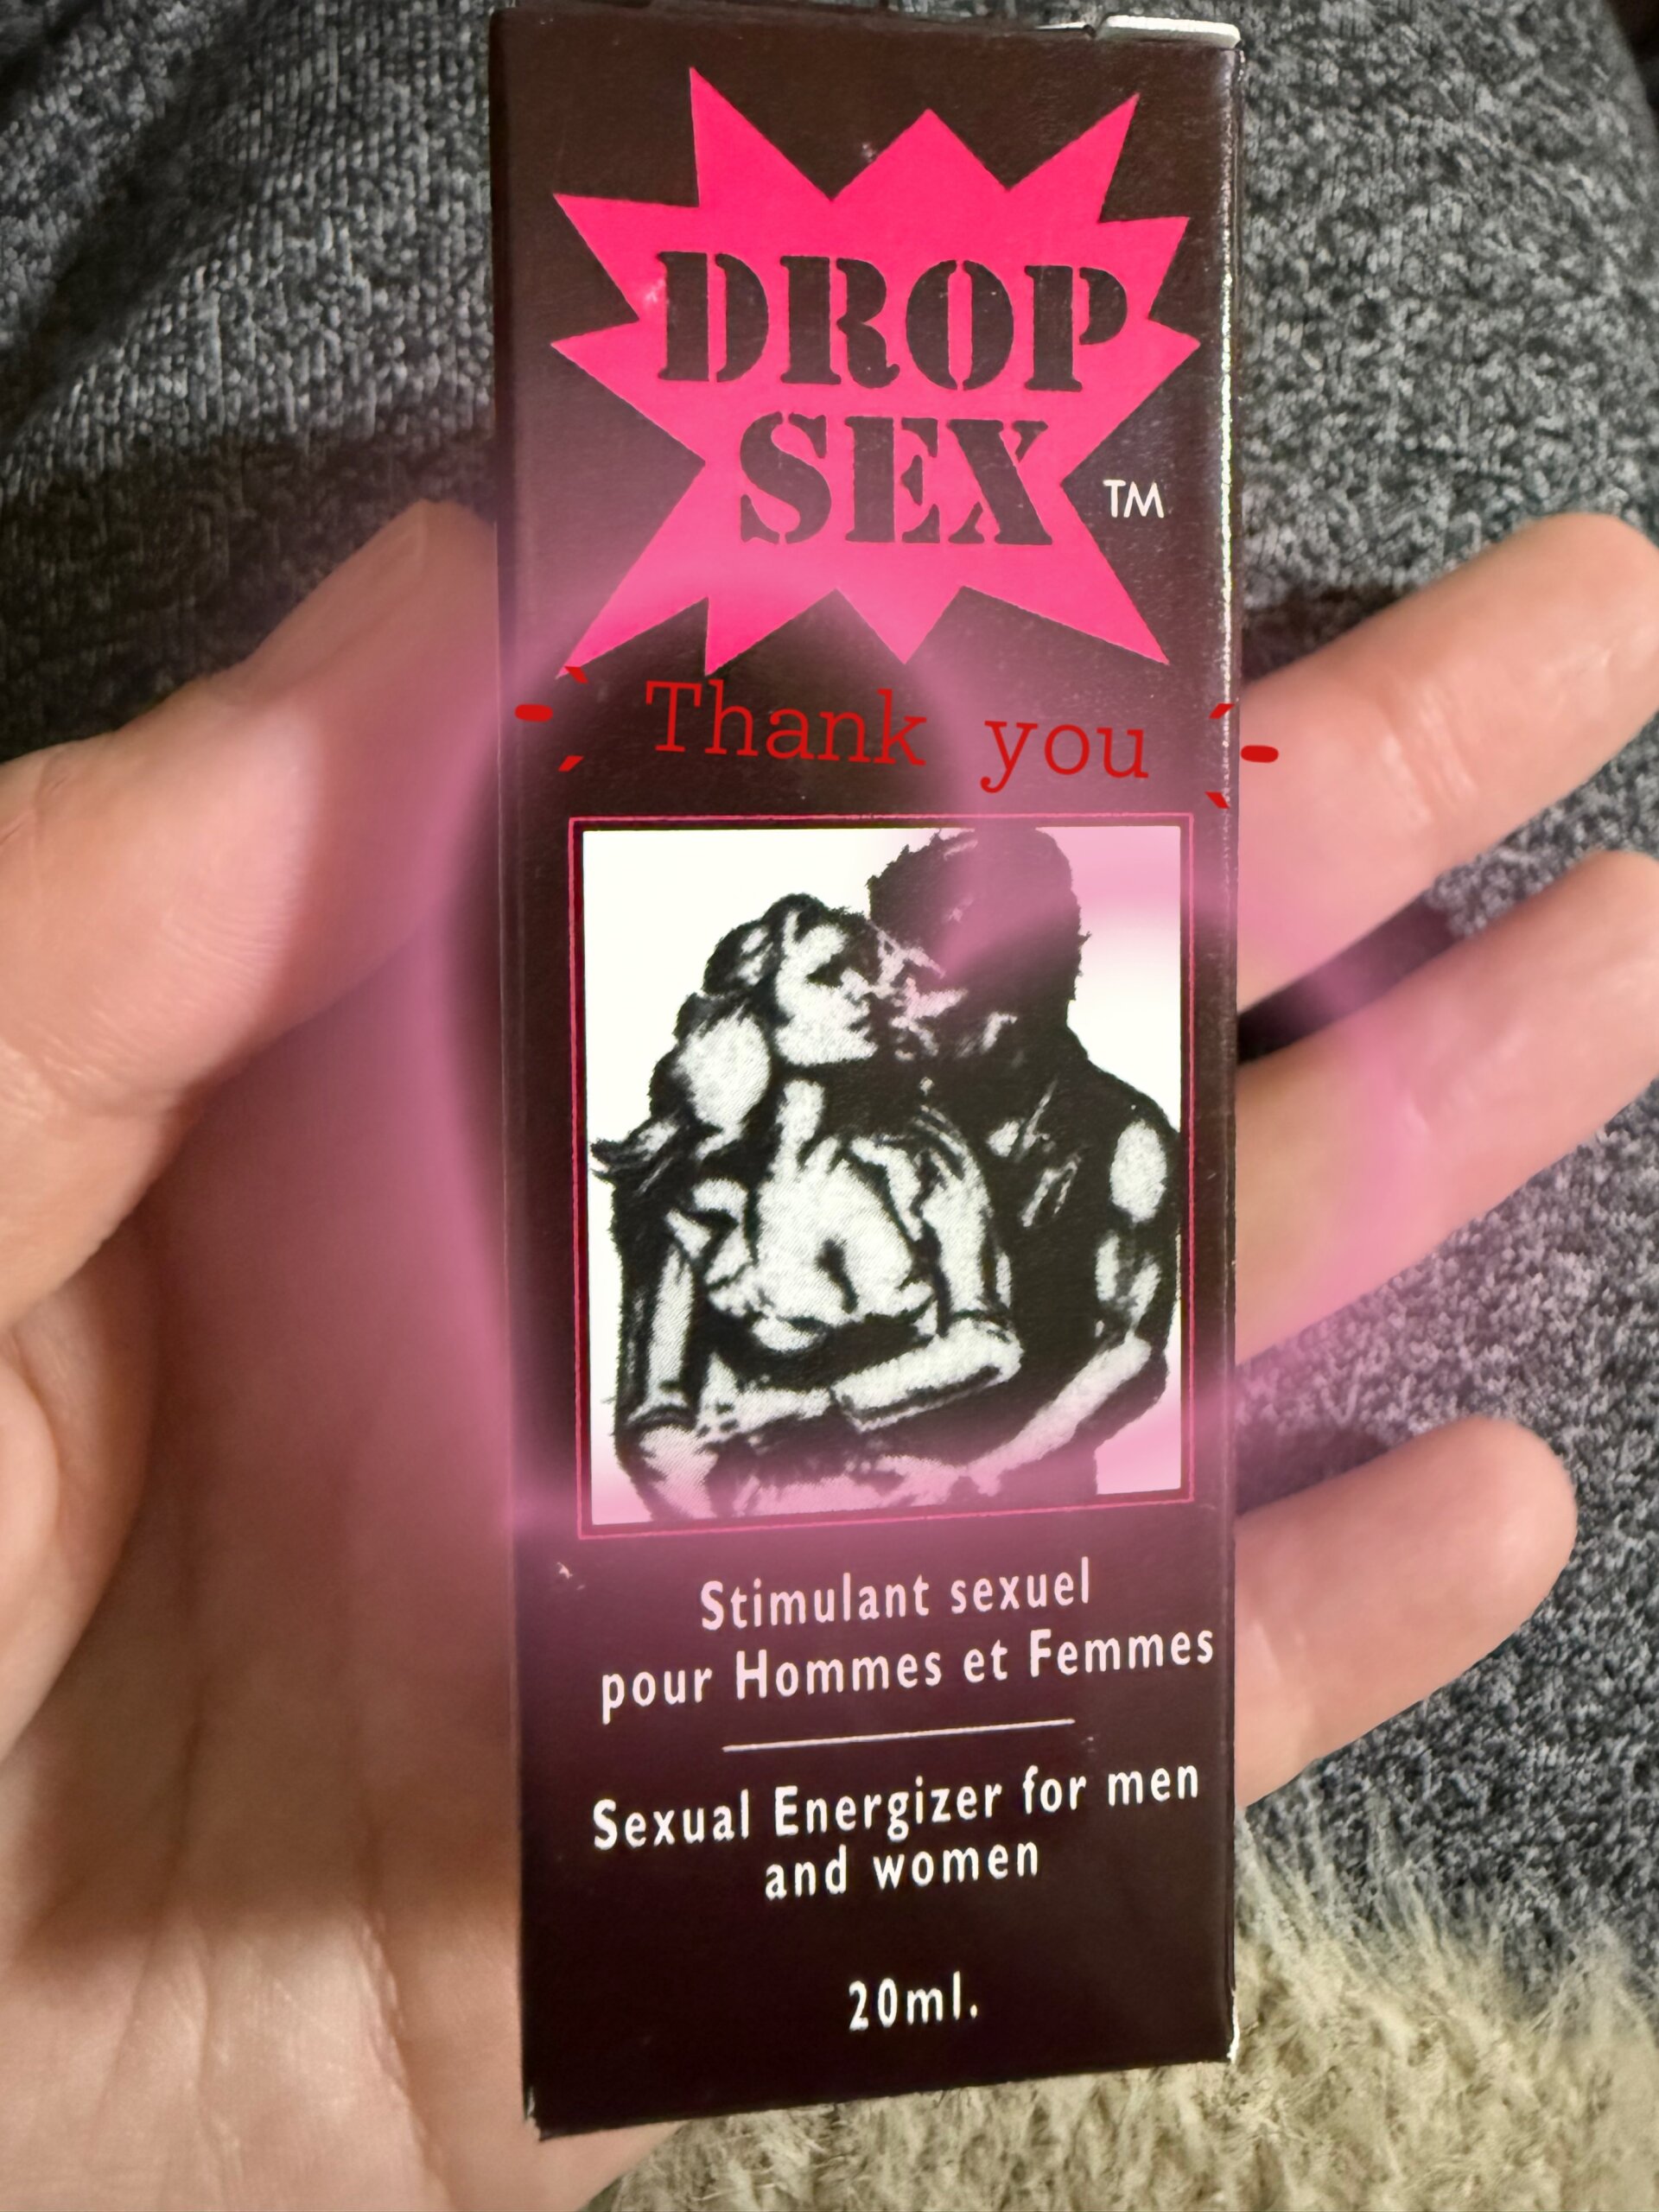 DROP
SEX
TM
Thank you
Stimulant sexuel
pour Hommes et Femmes
Sexual Energizer for men
and women
20ml.